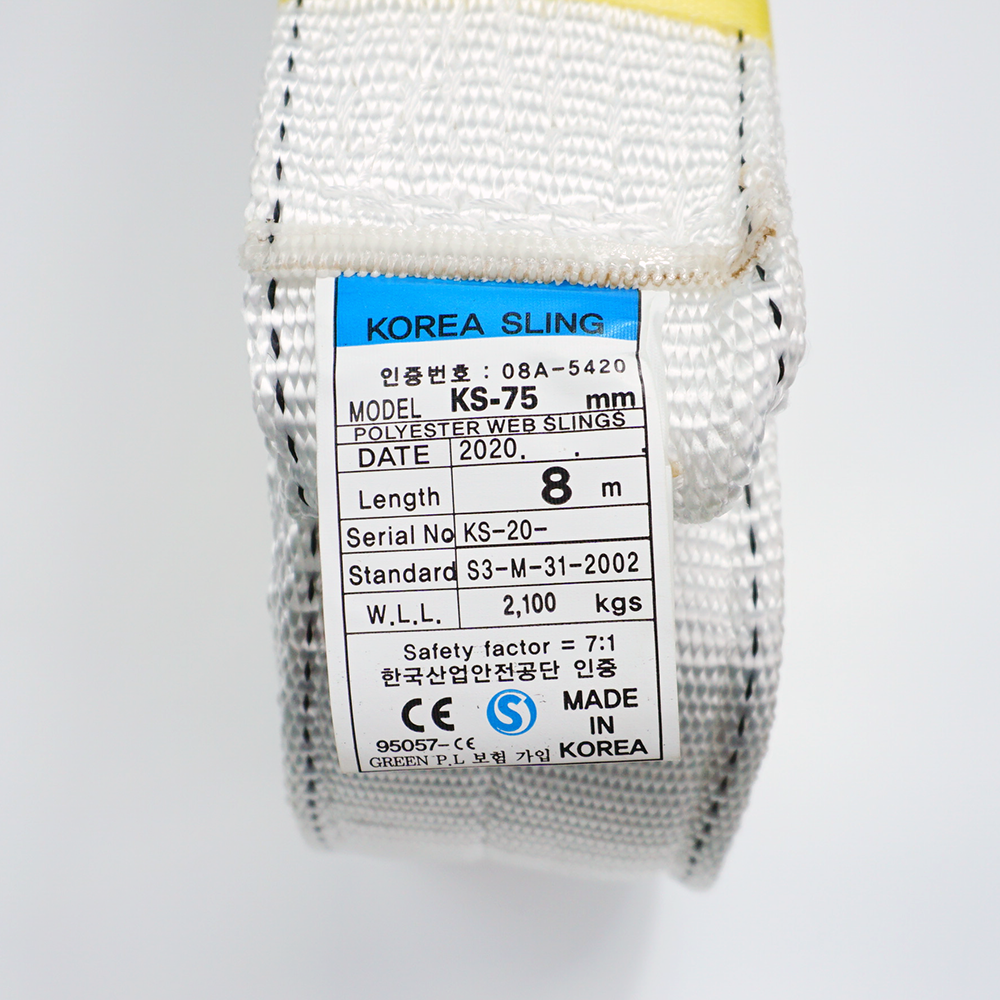 KOREA SLING
인증번호 : 08A-5420
MODEL KS-75 mm
POLYESTER WEB SLINGS
DATE 2020. . .
Length 8 m
Serial No KS-20-
Standard S3-M-31-2002
W.L.L. 2,100 kgs
Safety factor = 7:1
한국산업안전공단 인증
CE S MADE
IN
95057-CE KOREA
GREEN P.L 보험 가입